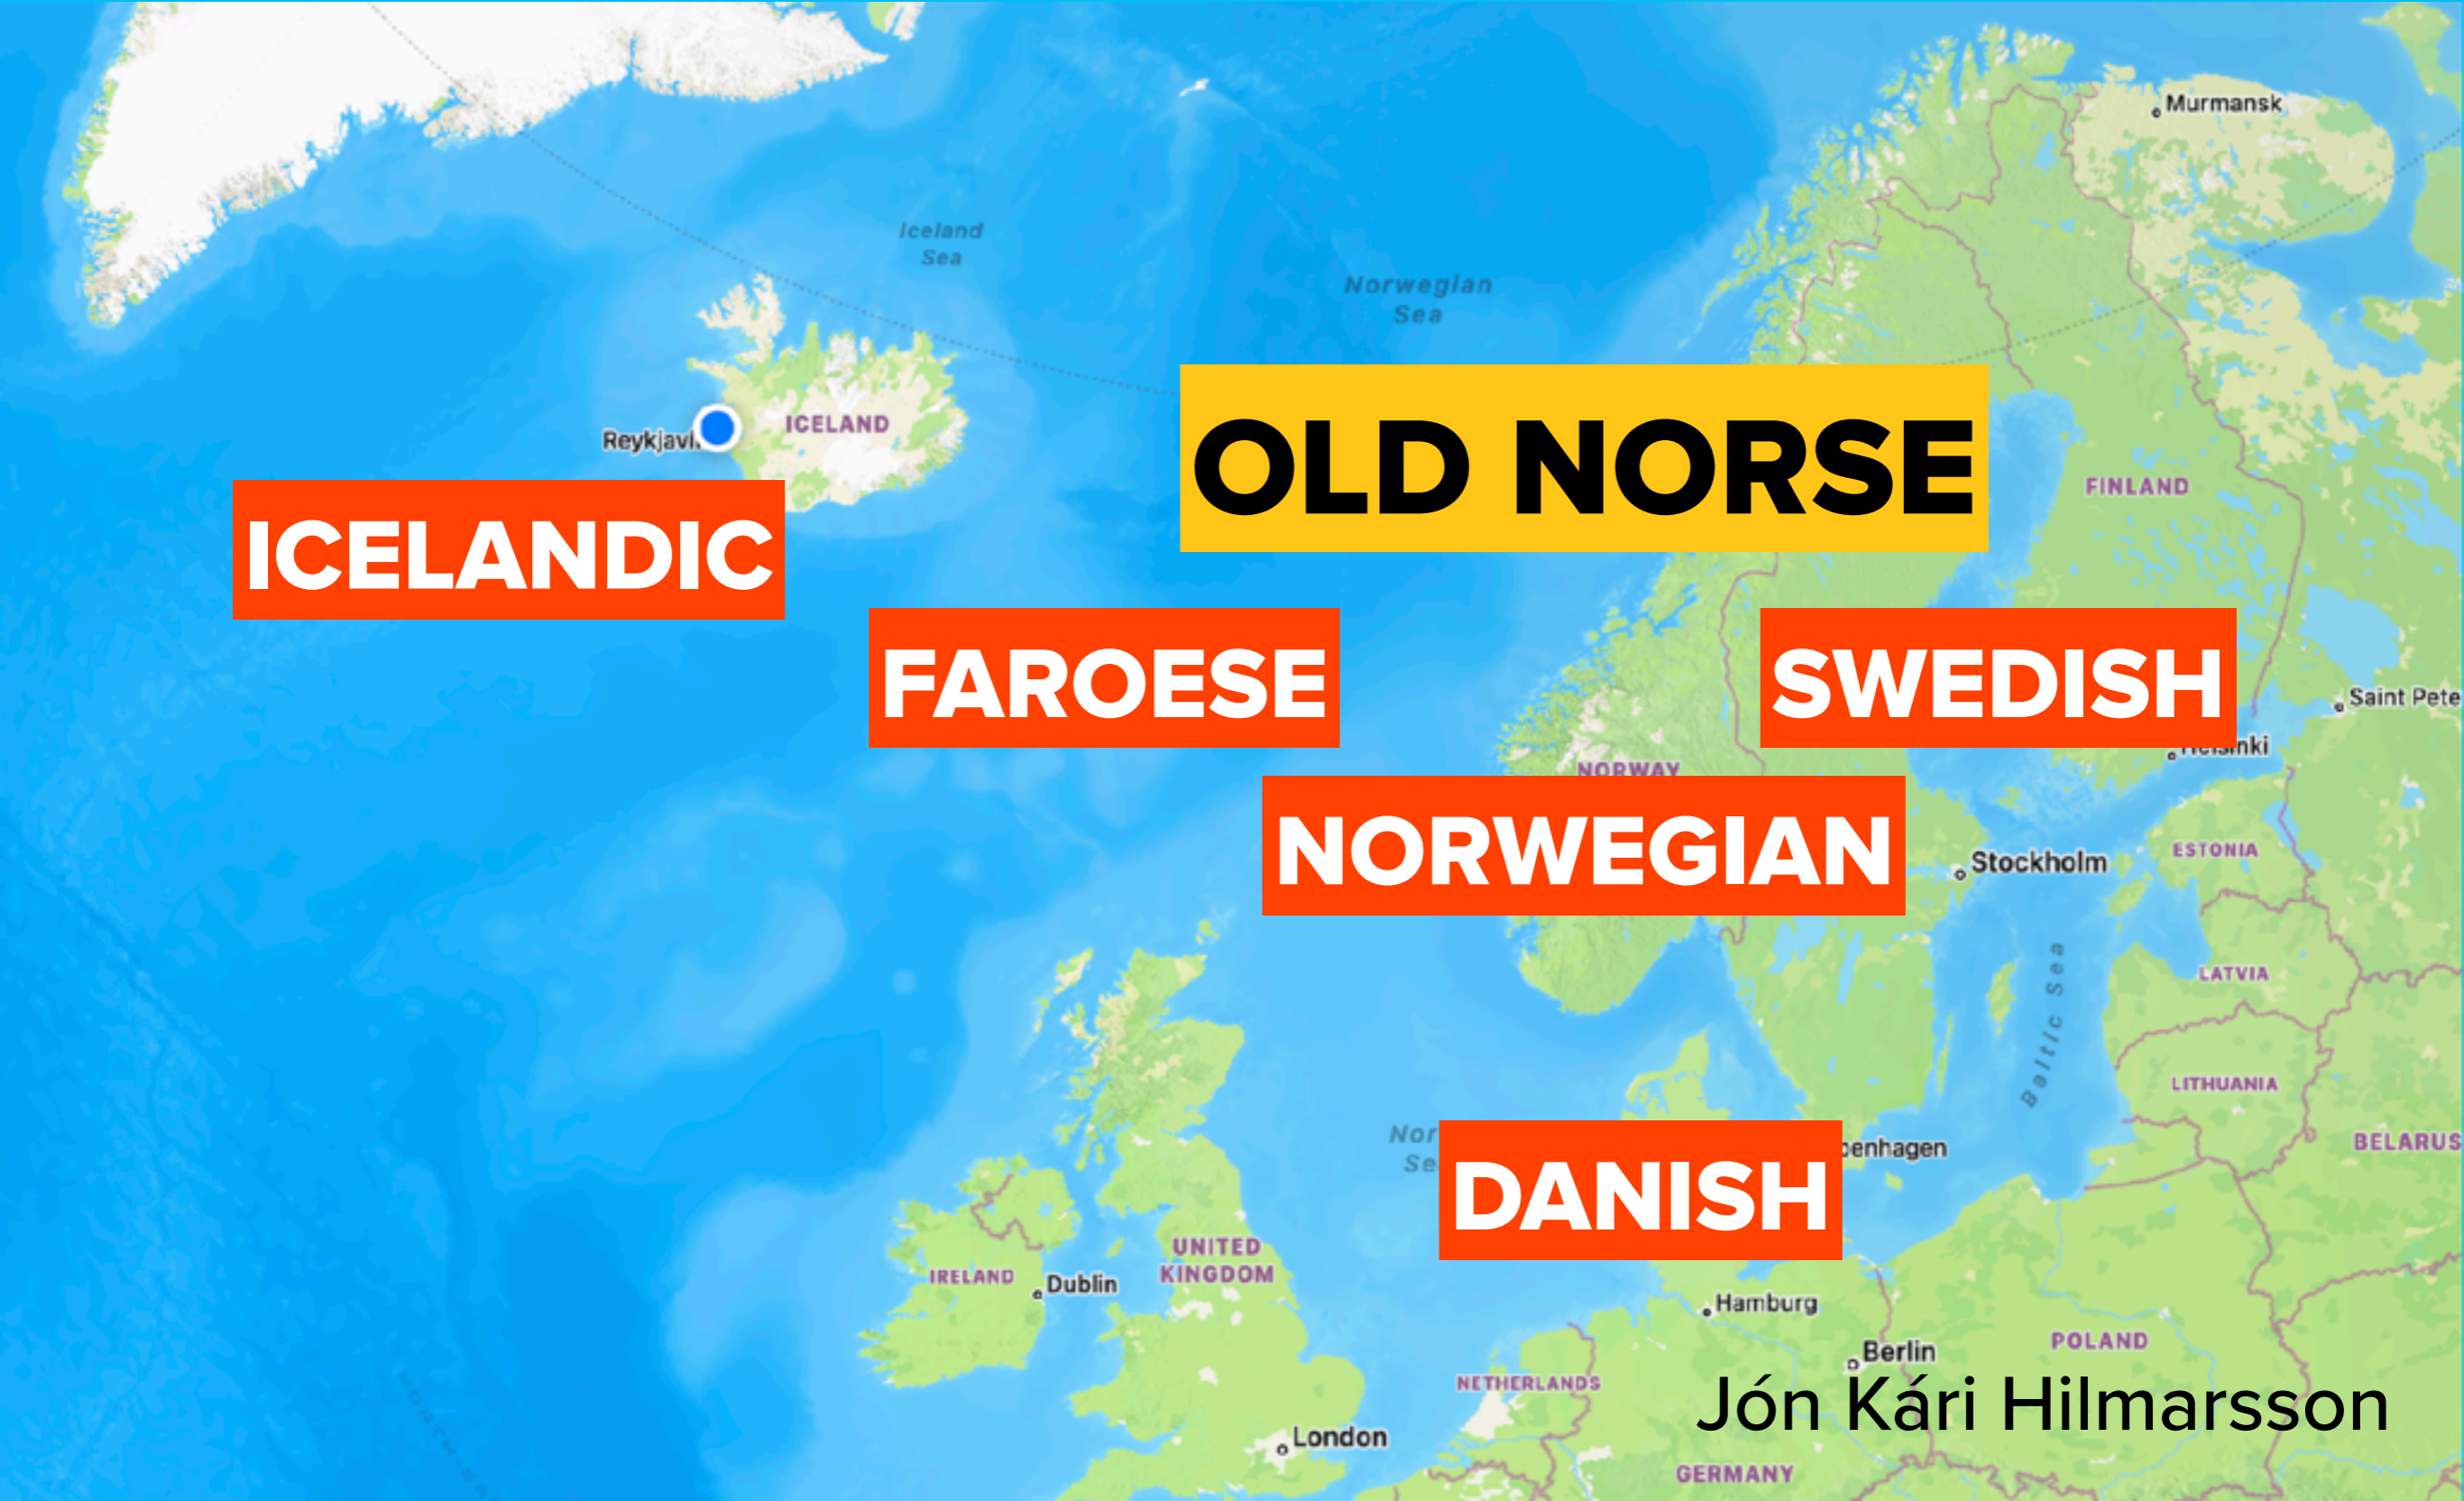 Murmansk
Iceland
Sea
Norwegian
Sea
ICELAND
OLD NORSE
FINLAND
ICELANDIC
FAROESE
SWEDISH
Saint Pete
NORWAY
NORWEGIAN
Stockholm
ESTONIA
LATVIA
Baltic Sea
LITHUANIA
BELARUS
DANISH
UNITED
KINGDOM
IRELAND
Dublin
Hamburg
Berlin
POLAND
NETHERLANDS
Jón Kári Hilmarsson
London
GERMANY